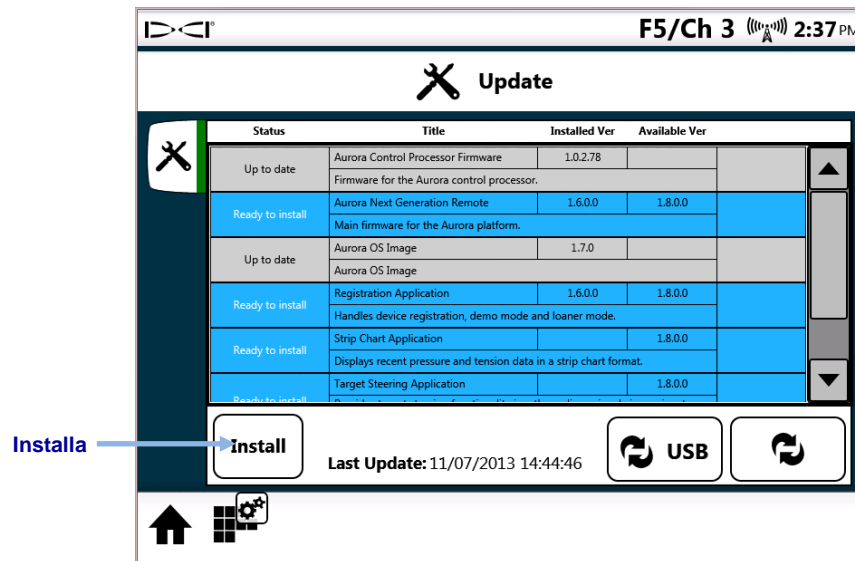 DCI®
F5/Ch 3 2:37 PM
Update
Status Title Installed Ver Available Ver
Up to date Aurora Control Processor Firmware 1.0.2.78
Firmware for the Aurora control processor.
Ready to install Aurora Next Generation Remote 1.6.0.0 1.8.0.0
Main firmware for the Aurora platform.
Up to date Aurora OS Image 1.7.0
Aurora OS Image
Ready to install Registration Application 1.6.0.0 1.8.0.0
Handles device registration, demo mode and loaner mode.
Ready to install Strip Chart Application 1.8.0.0
Displays recent pressure and tension data in a strip chart format.
Ready to install Target Steering Application 1.8.0.0
Installa
Install
Last Update: 11/07/2013 14:44:46
USB